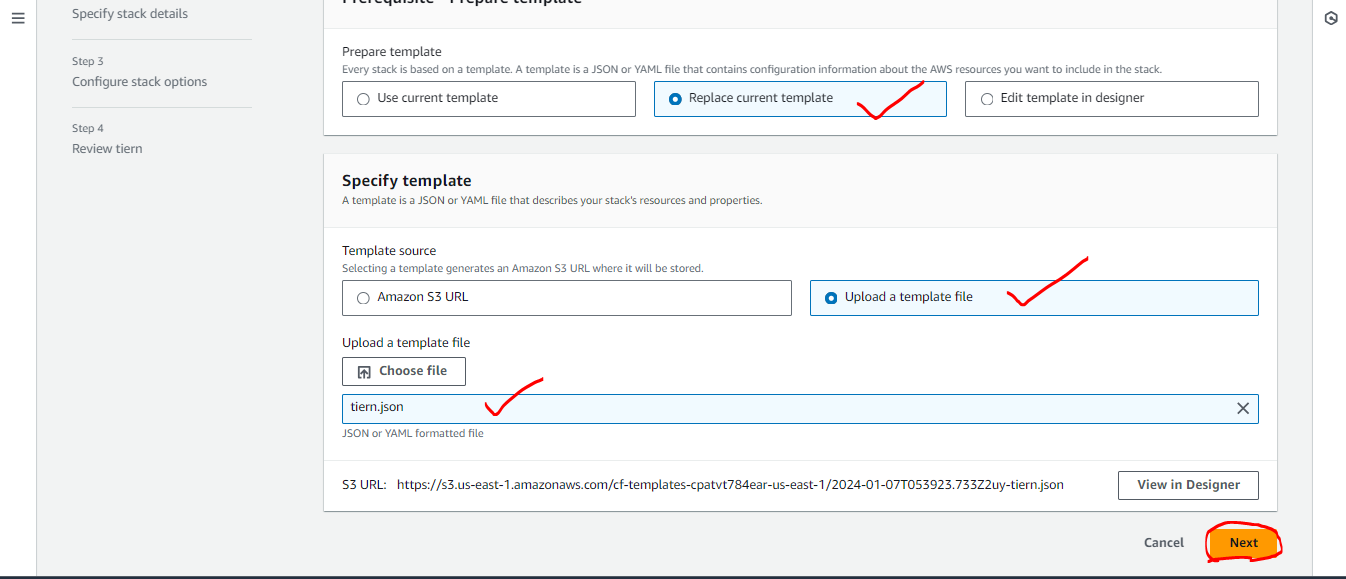 Specify stack details
Step 3
Configure stack options
Step 4
Review tiern
Prerequisite - Prepare template
Prepare template
Every stack is based on a template. A template is a JSON or YAML file that contains configuration information about the AWS resources you want to include in the stack.
Use current template
Replace current template
Edit template in designer
Specify template
A template is a JSON or YAML file that describes your stack's resources and properties.
Template source
Selecting a template generates an Amazon S3 URL where it will be stored.
Amazon S3 URL
Upload a template file
Upload a template file
Choose file
tiern.json
JSON or YAML formatted file
S3 URL: https://s3.us-east-1.amazonaws.com/cf-templates-cpatvt784ear-us-east-1/2024-01-07T053923.733Z2uy-tiern.json
View in Designer
Cancel
Next